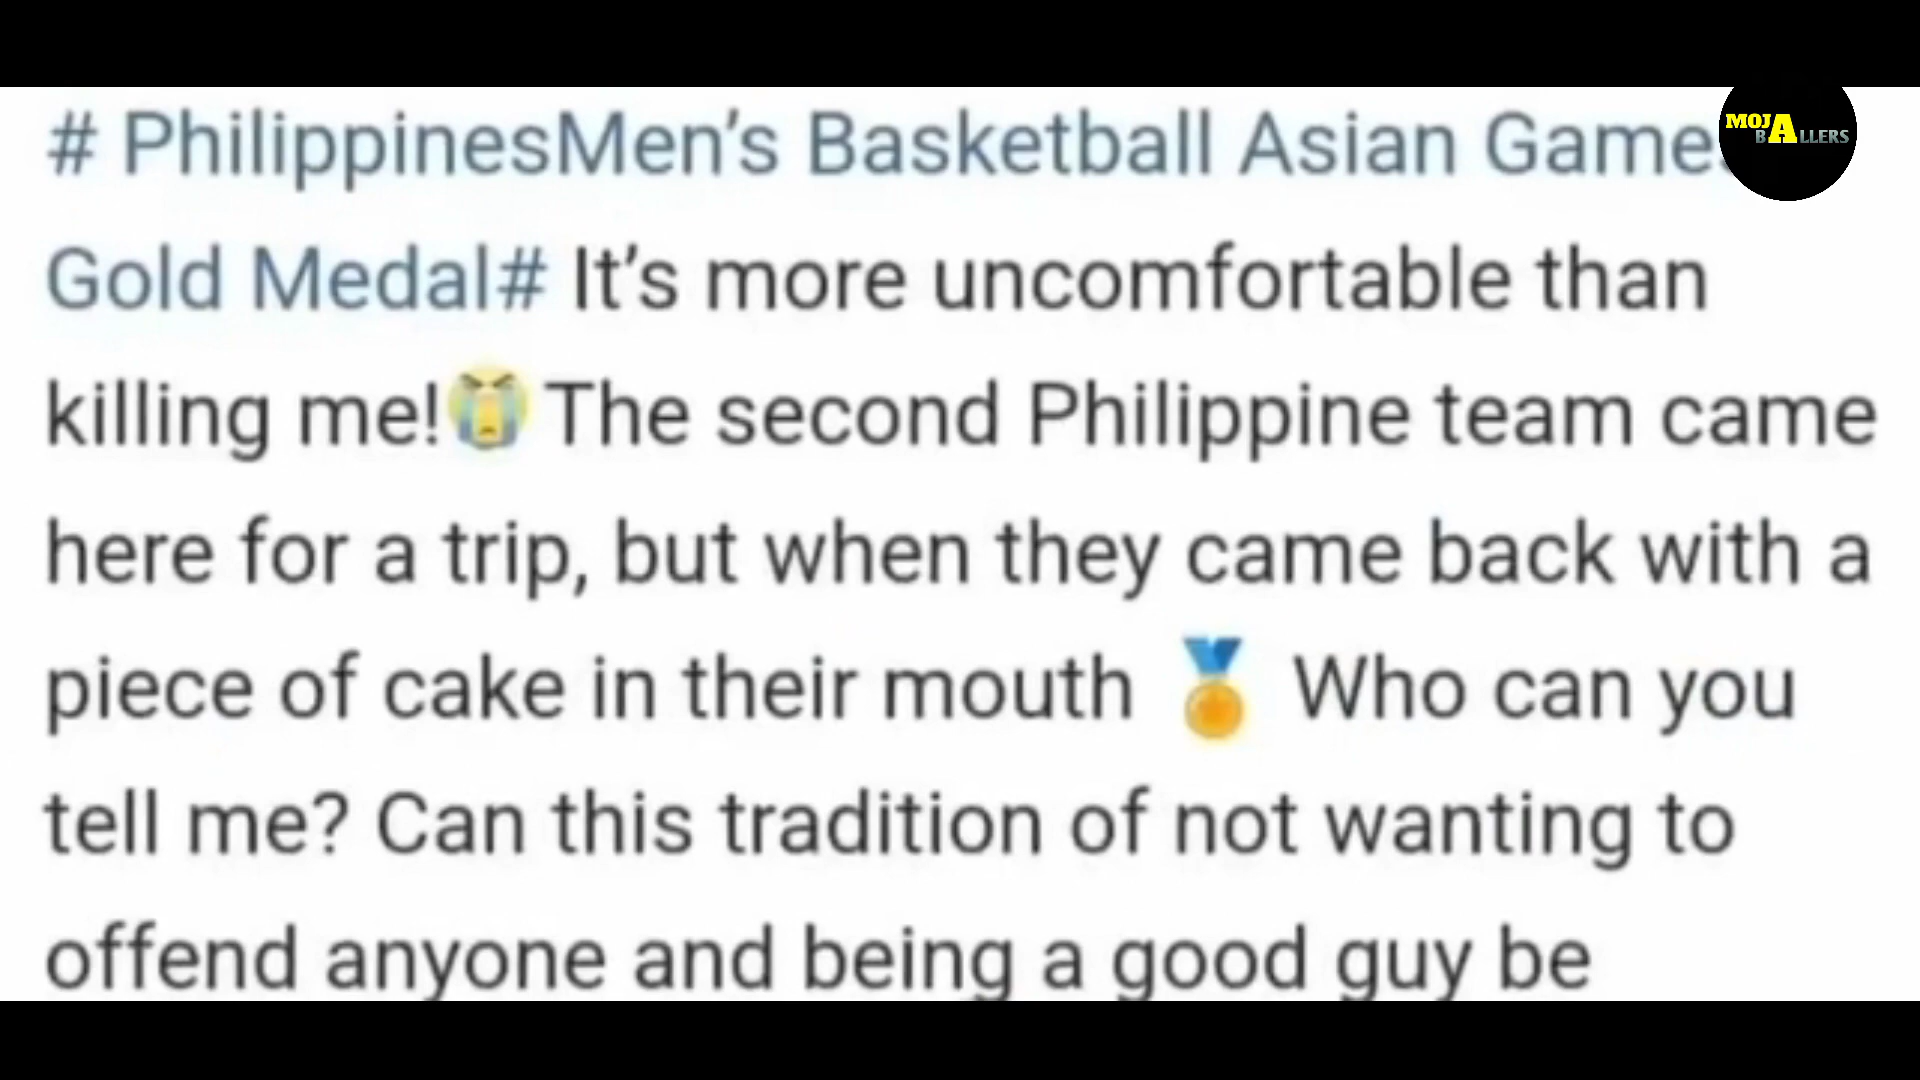 # PhilippinesMen's Basketball Asian Game
Gold Medal# It's more uncomfortable than
killing me!😭The second Philippine team came
here for a trip, but when they came back with a
piece of cake in their mouth 🏅 Who can you
tell me? Can this tradition of not wanting to
offend anyone and being a good guy be
MOJ
BALLERS